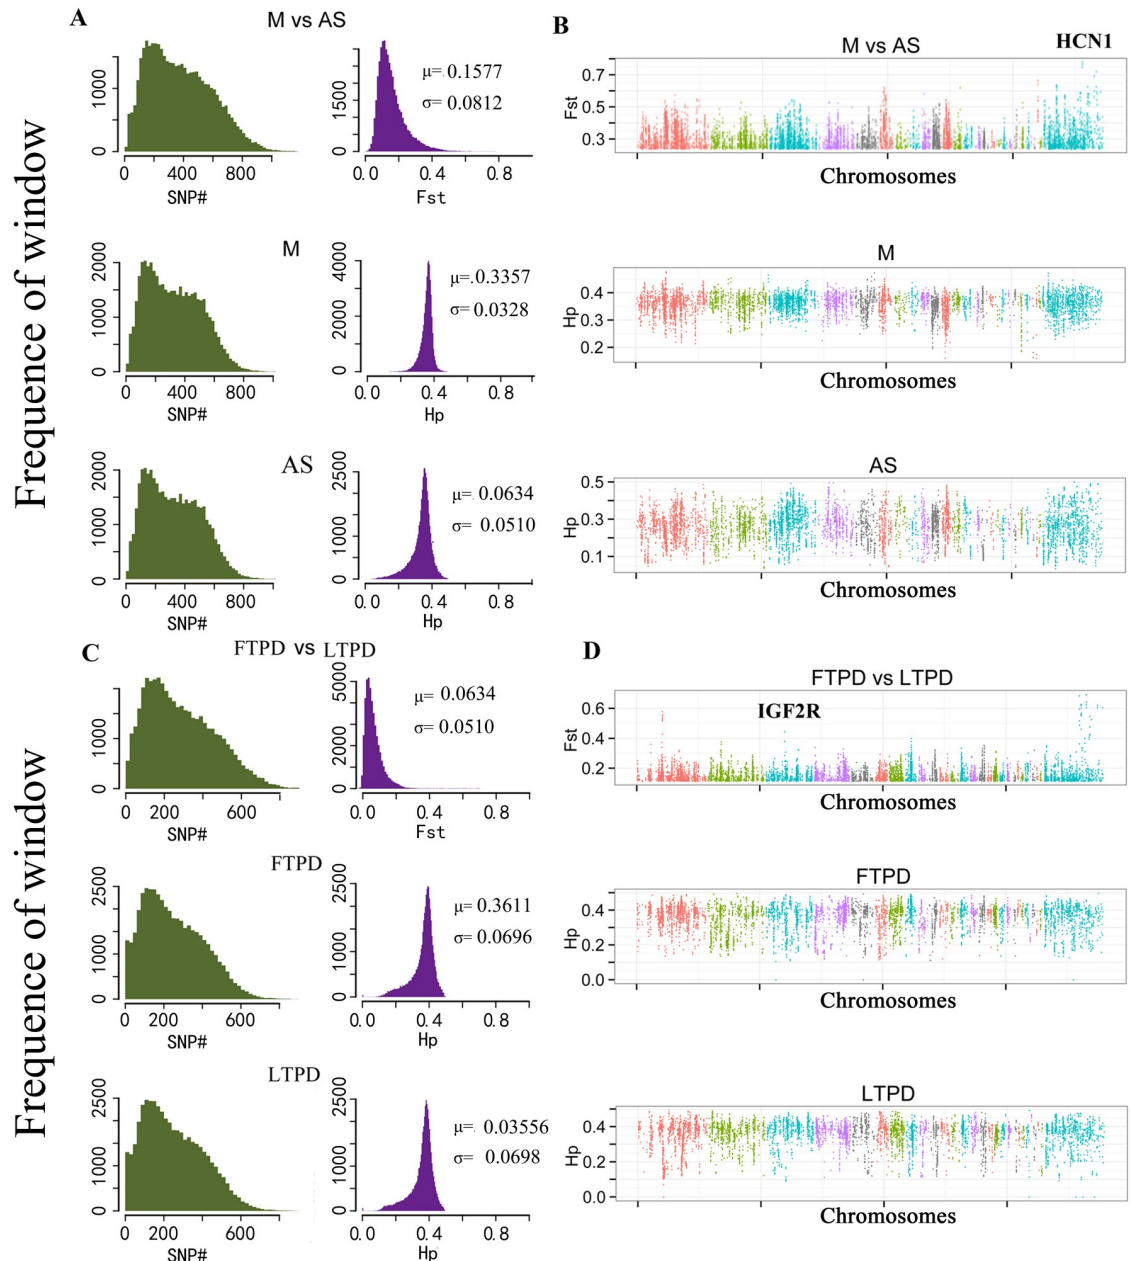 A
M vs AS
B
M vs AS
HCN1
Frequence of window
1000
0
0
400
800
SNP#
1500
0
μ= 0.1577
σ= 0.0812
0.0
0.4
0.8
Fst
Fst
0.7
0.5
0.3
Chromosomes
M
2000
1000
0
0
400
800
SNP#
4000
2000
0
μ=.0.3357
σ= 0.0328
0.0
0.4
0.8
Hp
M
Hp
0.4
0.3
0.2
Chromosomes
AS
2000
1000
0
0
400
800
SNP#
2500
1000
0
μ= 0.0634
σ= 0.0510
0.0
0.4
0.8
Hp
AS
Hp
0.5
0.3
0.1
Chromosomes
C
FTPD vs LTPD
D
FTPD vs LTPD
IGF2R
Frequence of window
1000
0
0
200
600
SNP#
5000
2000
0
μ= 0.0634
σ= 0.0510
0.0
0.4
0.8
Fst
Fst
0.6
0.4
0.2
Chromosomes
FTPD
2500
1000
0
0
200
600
SNP#
2500
1000
0
μ= 0.3611
σ= 0.0696
0.0
0.4
0.8
Hp
FTPD
Hp
0.4
0.2
0.0
Chromosomes
LTPD
2500
1000
0
0
200
600
SNP#
2500
1000
0
μ= 0.03556
σ= 0.0698
0.0
0.4
0.8
Hp
LTPD
Hp
0.4
0.2
0.0
Chromosomes